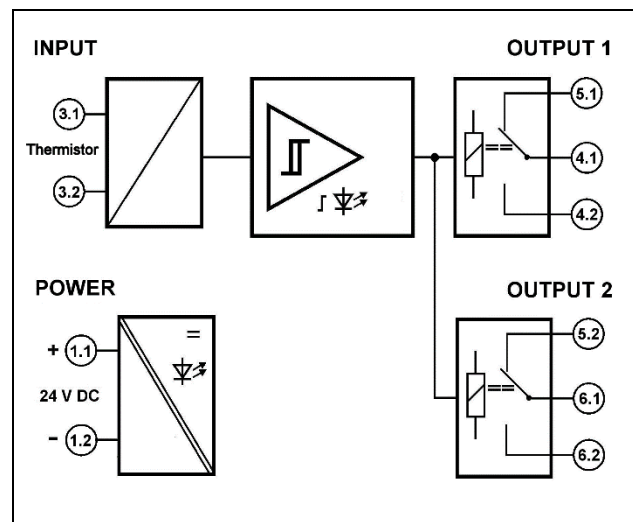 INPUT
OUTPUT 1
3.1
Thermistor
3.2
5.1
4.1
4.2
POWER
+ 1.1
24 V DC
- 1.2
=
OUTPUT 2
5.2
6.1
6.2